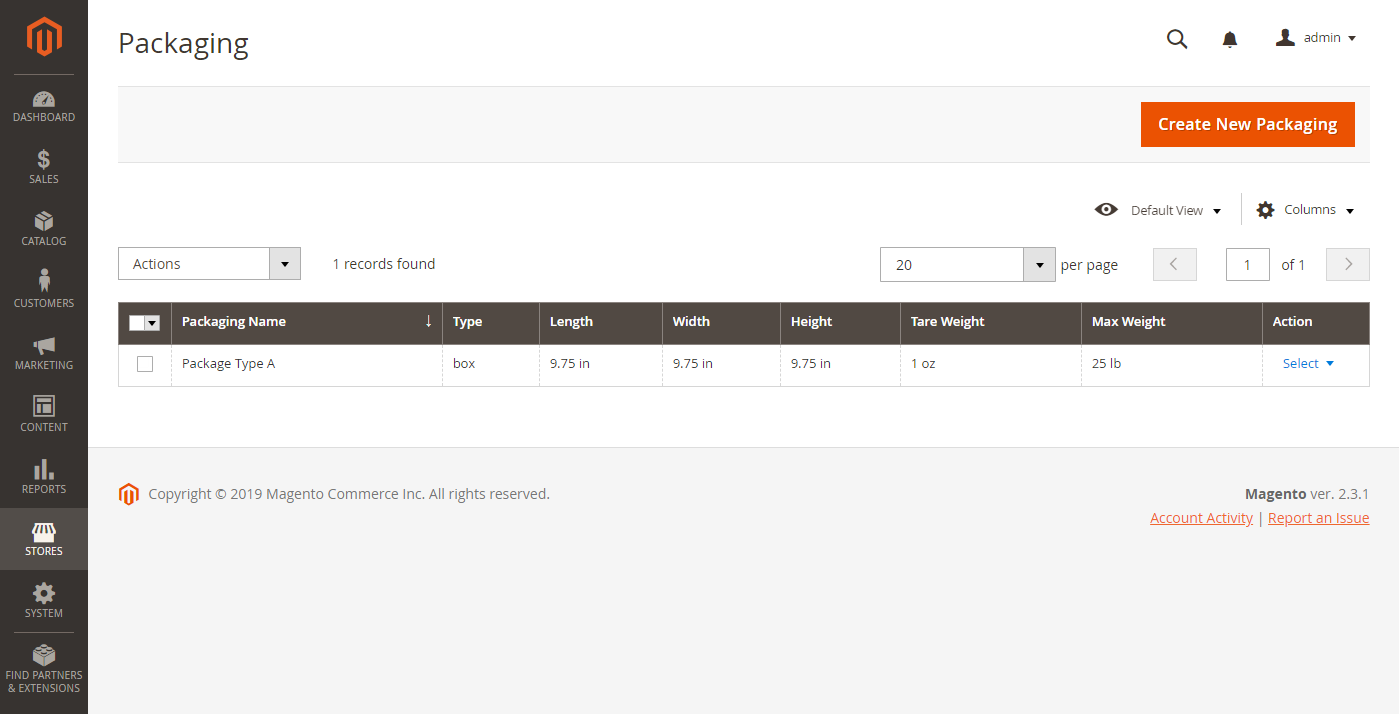 Packaging
admin
DASHBOARD
SALES
CATALOG
CUSTOMERS
MARKETING
CONTENT
REPORTS
STORES
SYSTEM
FIND PARTNERS
& EXTENSIONS
Create New Packaging
Default View
Columns
Actions
1 records found
20
per page
1
of 1
Packaging Name ↓ Type Length Width Height Tare Weight Max Weight Action
Package Type A box 9.75 in 9.75 in 9.75 in 1 oz 25 lb Select
Copyright © 2019 Magento Commerce Inc. All rights reserved.
Magento ver. 2.3.1
Account Activity | Report an Issue